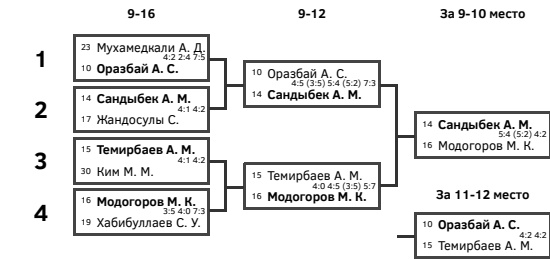 9-16
9-12
За 9-10 место
1
23 Мухамедкали А. Д.
4:2 2:4 7:5
10 Оразбай А. С.
2
14 Сандыбек А. М.
4:1 4:2
17 Жандосулы С.
3
15 Темирбаев А. М.
4:1 4:2
30 Ким М. М.
4
16 Модогоров М. К.
3:5 4:0 7:3
19 Хабибуллаев С. У.
10 Оразбай А. С.
4:5 (3:5) 5:4 (5:2) 7:3
14 Сандыбек А. М.
15 Темирбаев А. М.
4:0 4:5 (3:5) 5:7
16 Модогоров М. К.
14 Сандыбек А. М.
5:4 (5:2) 4:2
16 Модогоров М. К.
За 11-12 место
10 Оразбай А. С.
4:2 4:2
15 Темирбаев А. М.